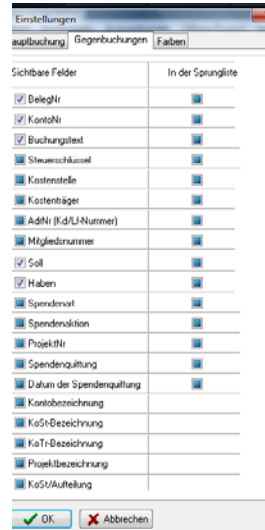 Einstellungen
auptbuchung Gegenbuchungen Farben
Sichtbare Felder In der Sprungliste
BelegNr
KontoNr
Buchungstext
Steuerschlüssel
Kostenstelle
Kostenträger
AdrNr (Kd/Lf-Nummer)
Mitgliedsnummer
Soll
Haben
Spendenart
Spendenaktion
ProjektNr
Spendenquittung
Datum der Spendenquittung
Kontobezeichnung
KoSt-Bezeichnung
KoTr-Bezeichnung
Projektbezeichnung
KoSt/Aufteilung
OK Abbrechen